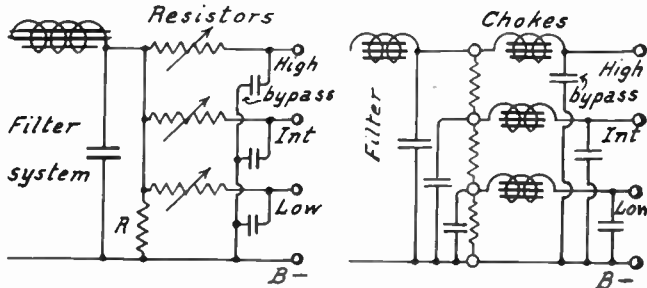 Resistors
High
bypass
Filter
system
Int
Low
R
B-
Chokes
High
bypass
Filter
Int
Low
B-